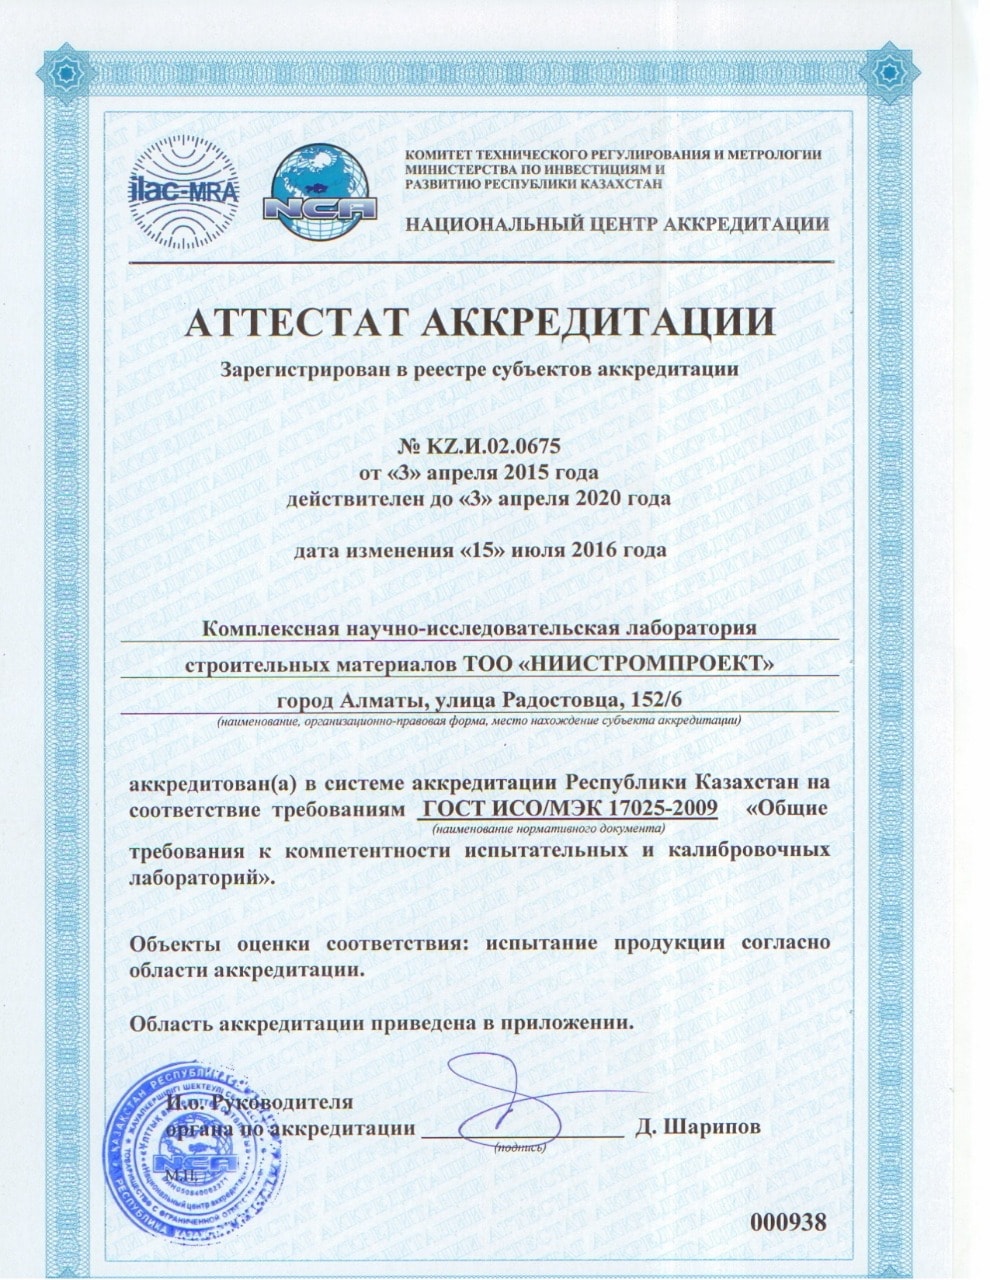 ilac-MRA
NCA
КОМИТЕТ ТЕХНИЧЕСКОГО РЕГУЛИРОВАНИЯ И МЕТРОЛОГИИ
МИНИСТЕРСТВА ПО ИНВЕСТИЦИЯМ И
РАЗВИТИЮ РЕСПУБЛИКИ КАЗАХСТАН
НАЦИОНАЛЬНЫЙ ЦЕНТР АККРЕДИТАЦИИ
АТТЕСТАТ АККРЕДИТАЦИИ
Зарегистрирован в реестре субъектов аккредитации
№ KZ.И.02.0675
от «3» апреля 2015 года
действителен до «3» апреля 2020 года
дата изменения «15» июля 2016 года
Комплексная научно-исследовательская лаборатория
строительных материалов ТОО «НИИСТРОМПРОЕКТ»
город Алматы, улица Радостовца, 152/6
(наименование, организационно-правовая форма, место нахождение субъекта аккредитации)
аккредитован(а) в системе аккредитации Республики Казахстан на
соответствие требованиям ГОСТ ИСО/МЭК 17025-2009 «Общие
(наименование нормативного документа)
требования к компетентности испытательных и калибровочных
лабораторий».
Объекты оценки соответствия: испытание продукции согласно
области аккредитации.
Область аккредитации приведена в приложении.
И.о. Руководителя
органа по аккредитации Д. Шарипов
(подпись)
М.П.
NCA
000938